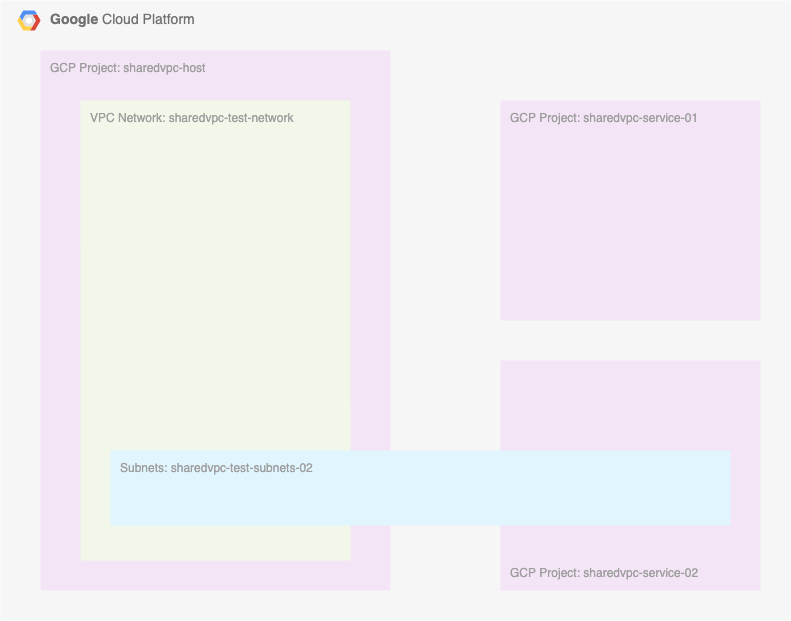 Google Cloud Platform
GCP Project: sharedvpc-host
VPC Network: sharedvpc-test-network
GCP Project: sharedvpc-service-01
Subnets: sharedvpc-test-subnets-02
GCP Project: sharedvpc-service-02